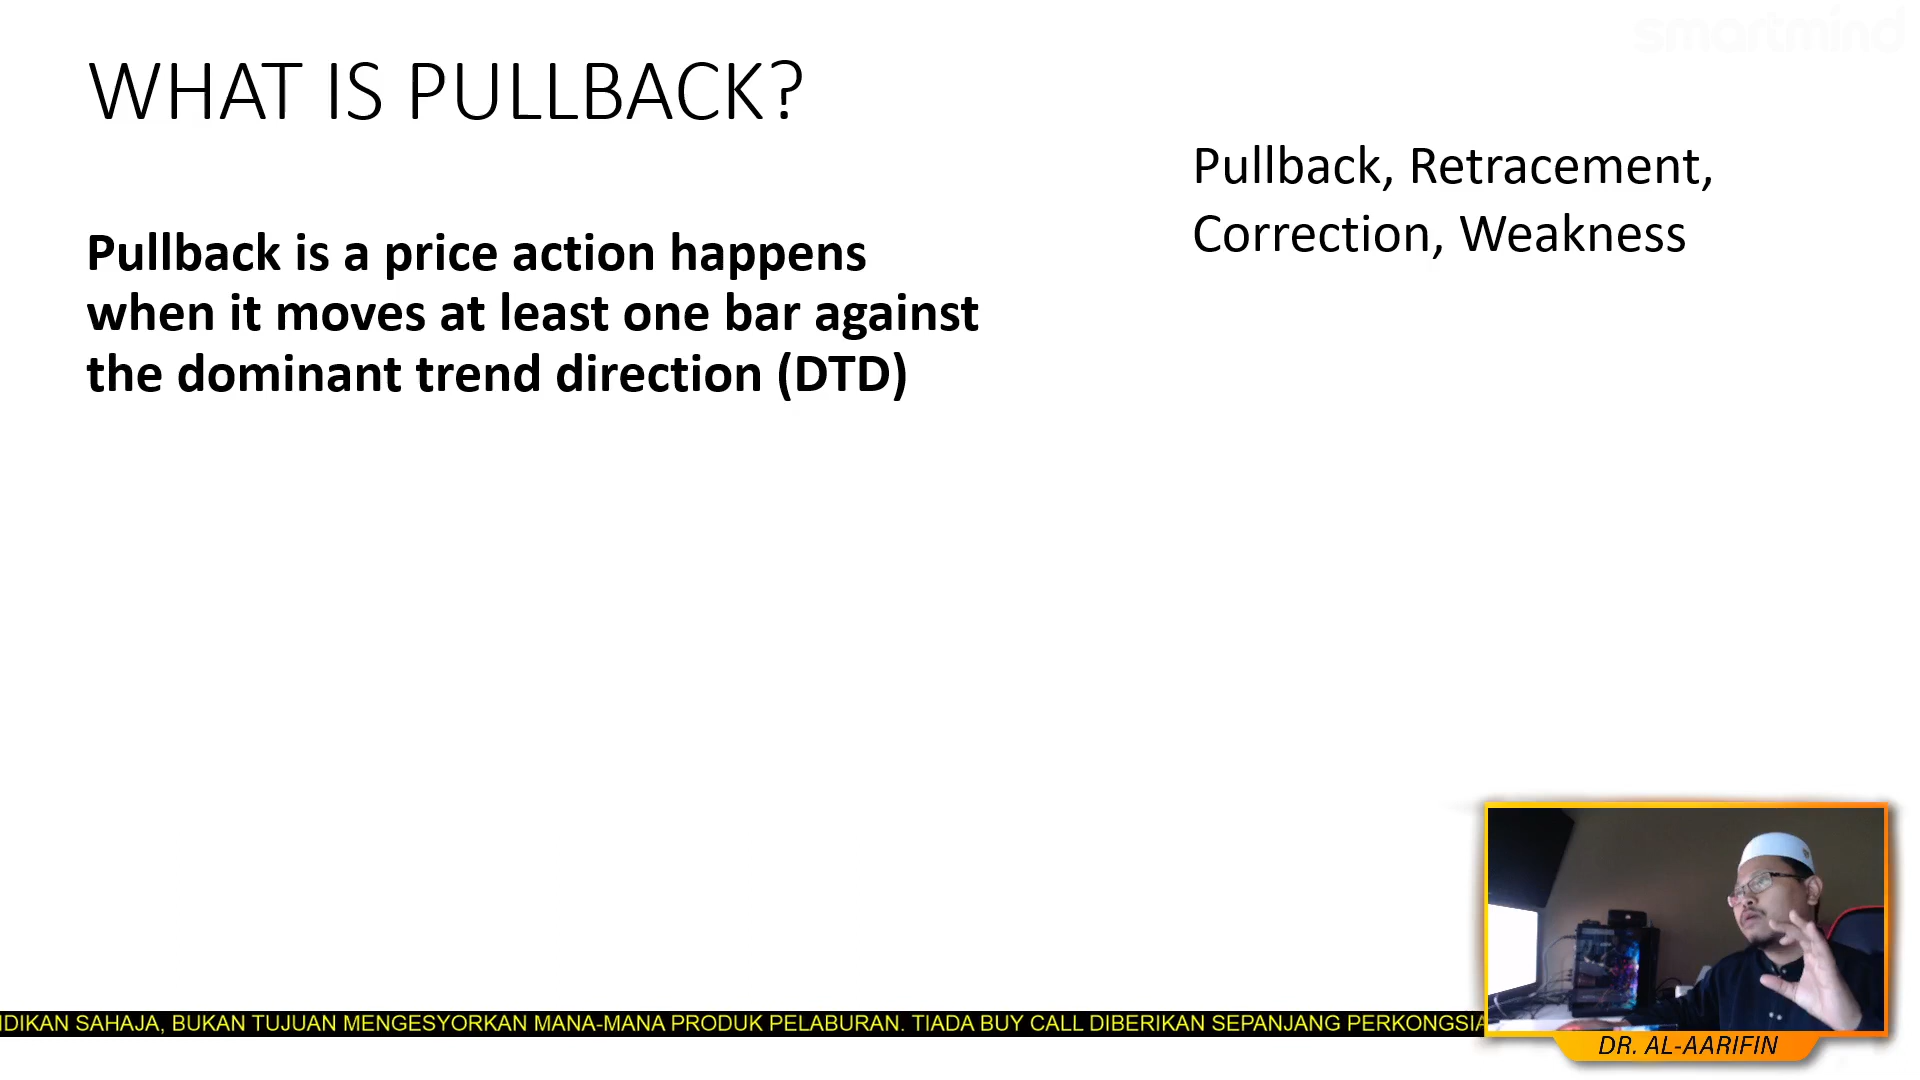 smartmind
WHAT IS PULLBACK?
Pullback, Retracement,
Correction, Weakness
Pullback is a price action happens
when it moves at least one bar against
the dominant trend direction (DTD)
IDIKAN SAHAJA, BUKAN TUJUAN MENGESYORKAN MANA-MANA PRODUK PELABURAN. TIADA BUY CALL DIBERIKAN SEPANJANG PERKONGSIA
DR. AL-AARIFIN